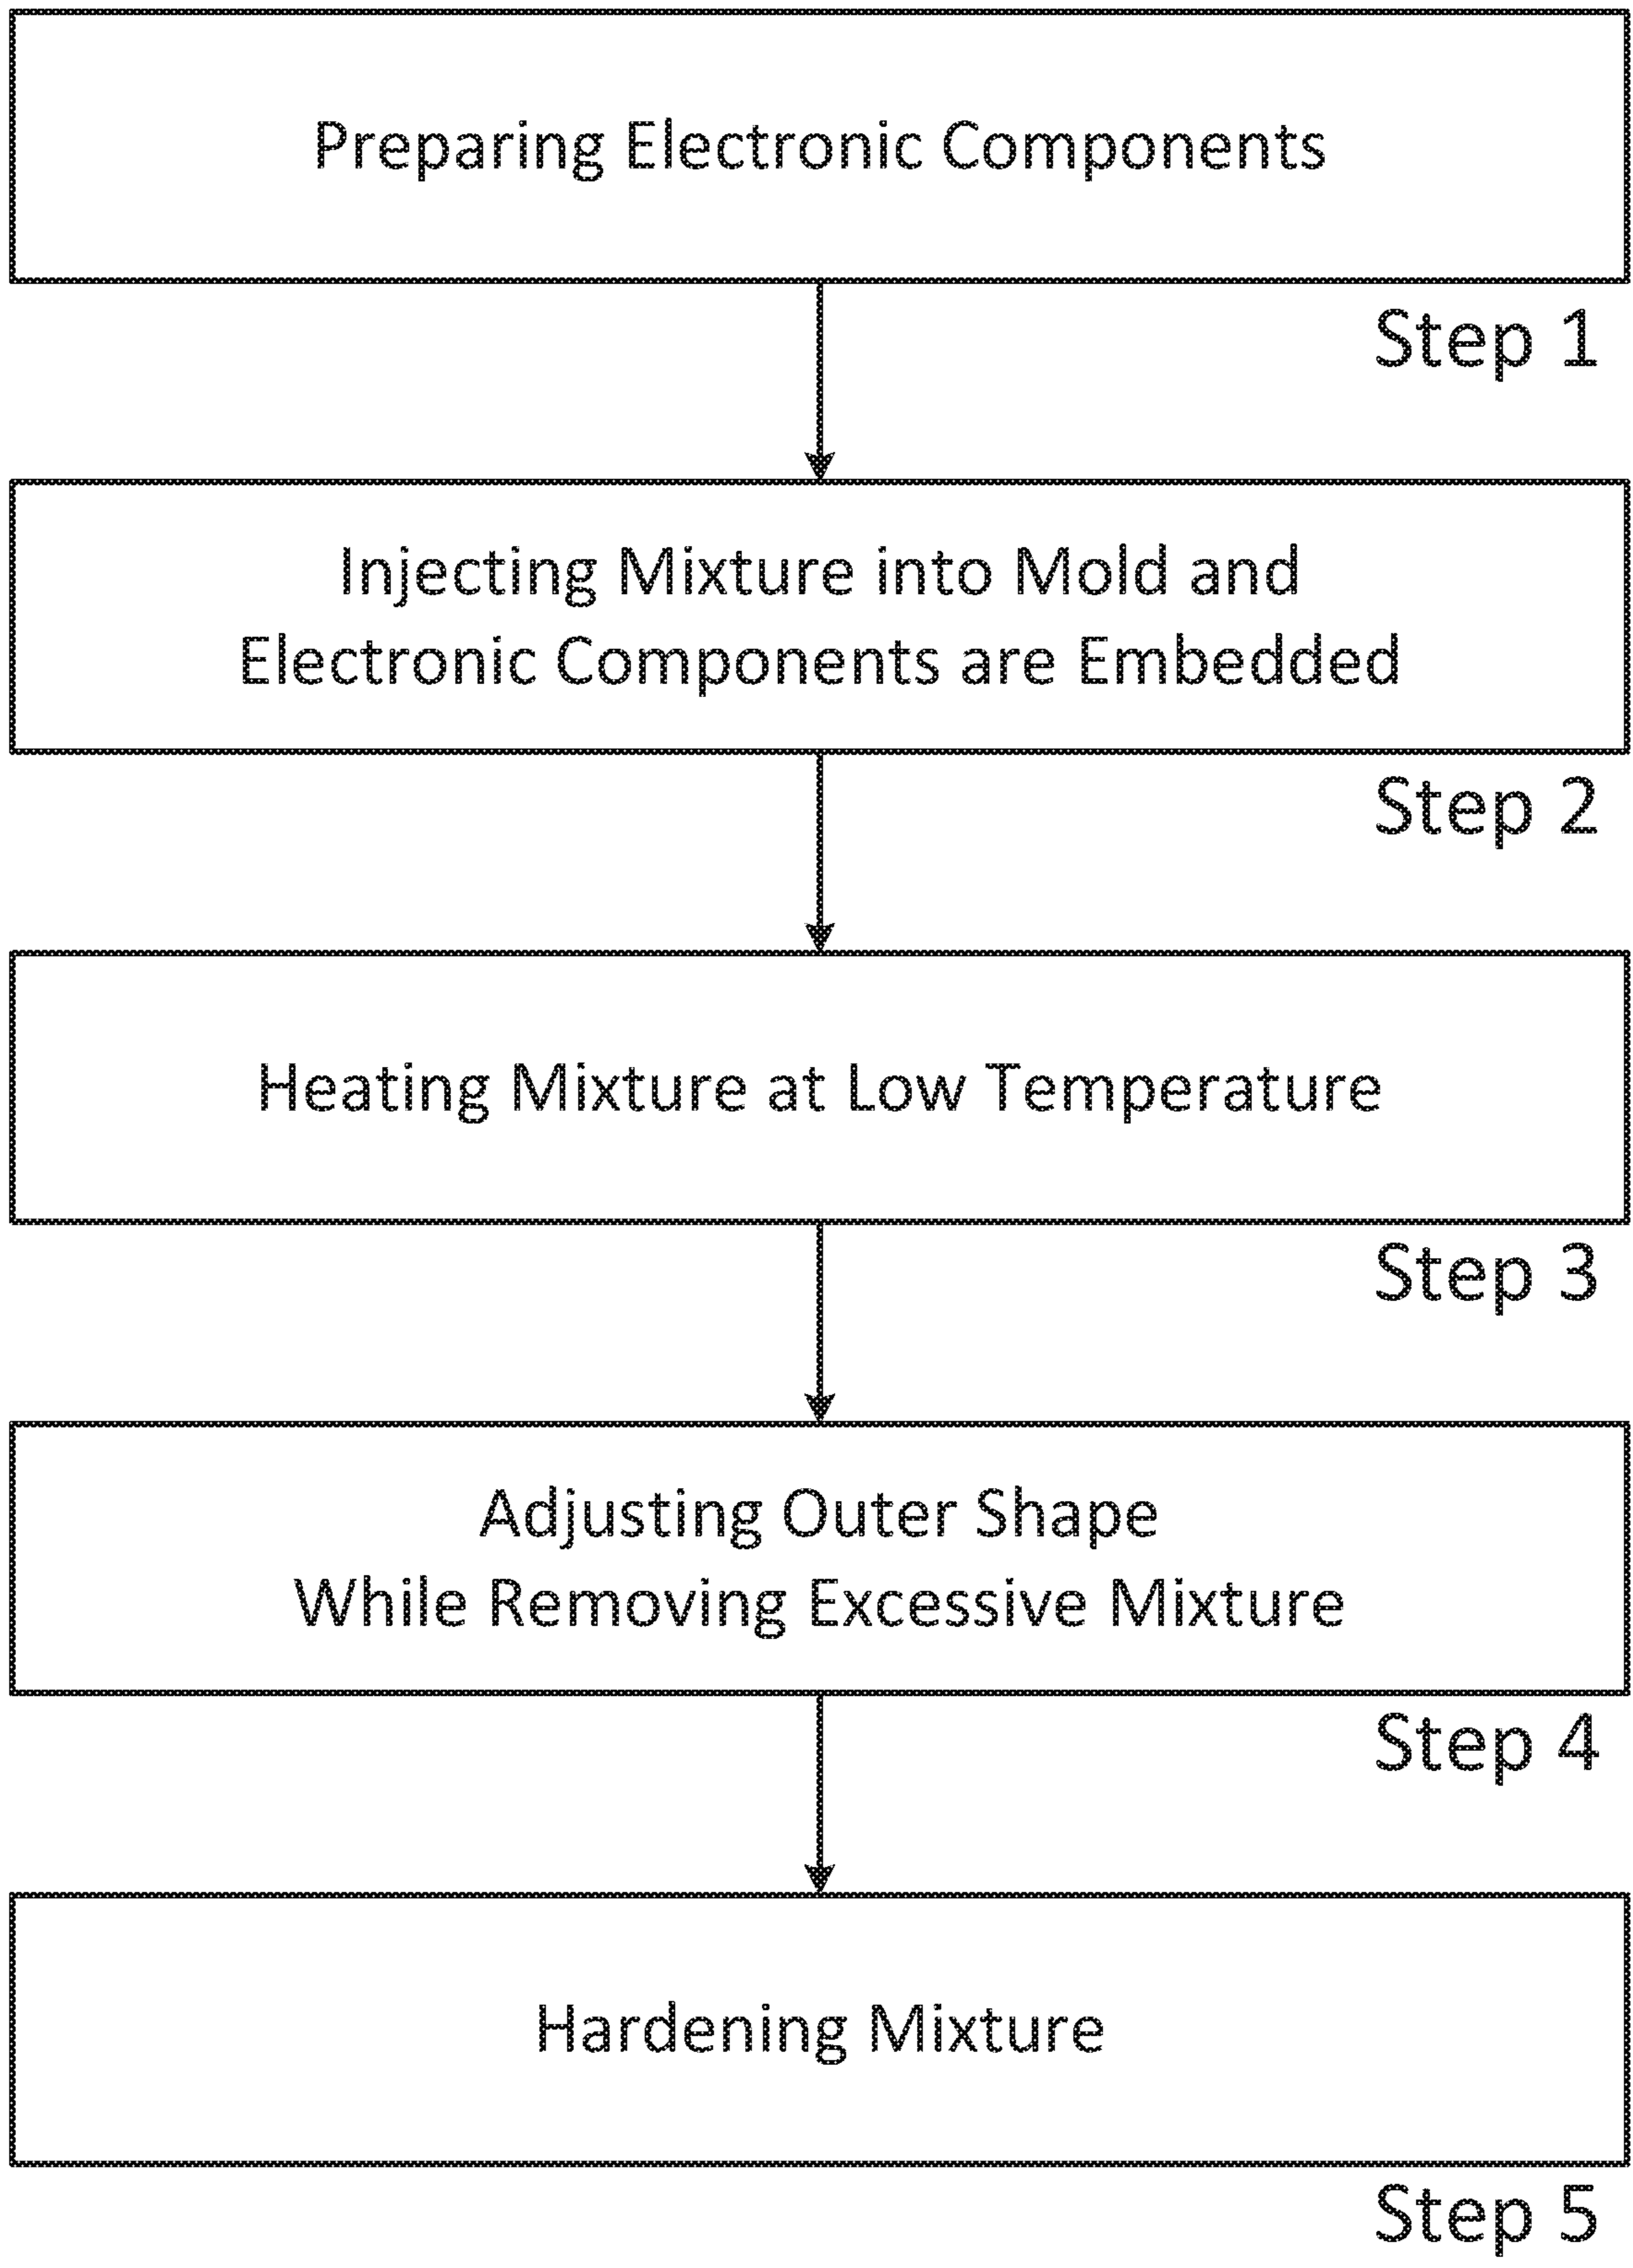 Preparing Electronic Components
Step 1
Injecting Mixture into Mold and
Electronic Components are Embedded
Step 2
Heating Mixture at Low Temperature
Step 3
Adjusting Outer Shape
While Removing Excessive Mixture
Step 4
Hardening Mixture
Step 5